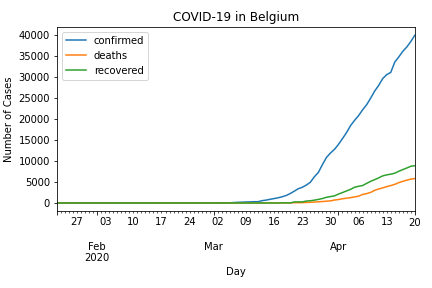 COVID-19 in Belgium
confirmed
deaths
recovered
Number of Cases
40000
35000
30000
25000
20000
15000
10000
5000
0
27 03 10 17 24 02 09 16 23 30 06 13 20
Feb Mar Apr
2020
Day